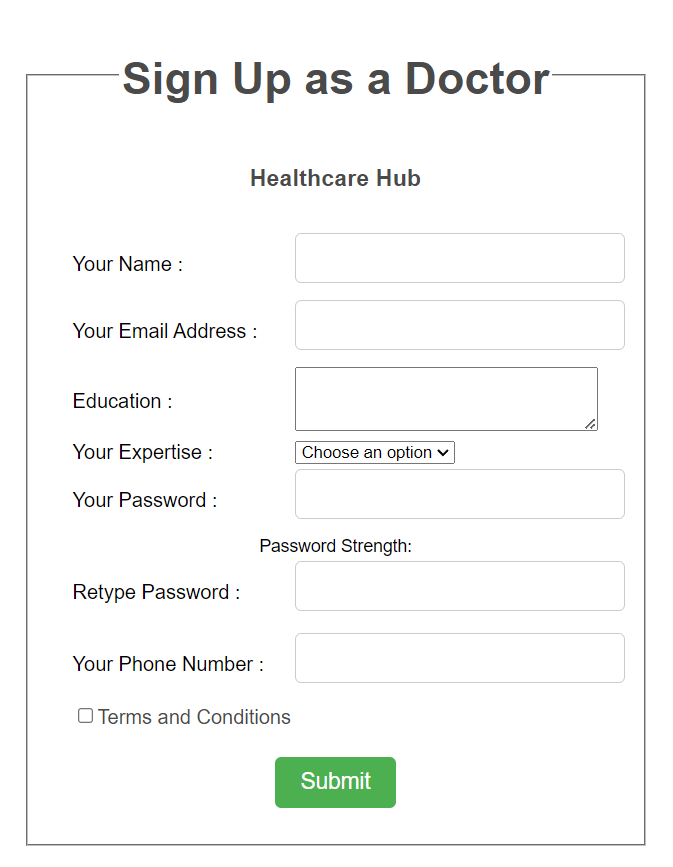 Sign Up as a Doctor
Healthcare Hub
Your Name :
Your Email Address :
Education :
Your Expertise : Choose an option
Your Password :
Password Strength:
Retype Password :
Your Phone Number :
Terms and Conditions
Submit